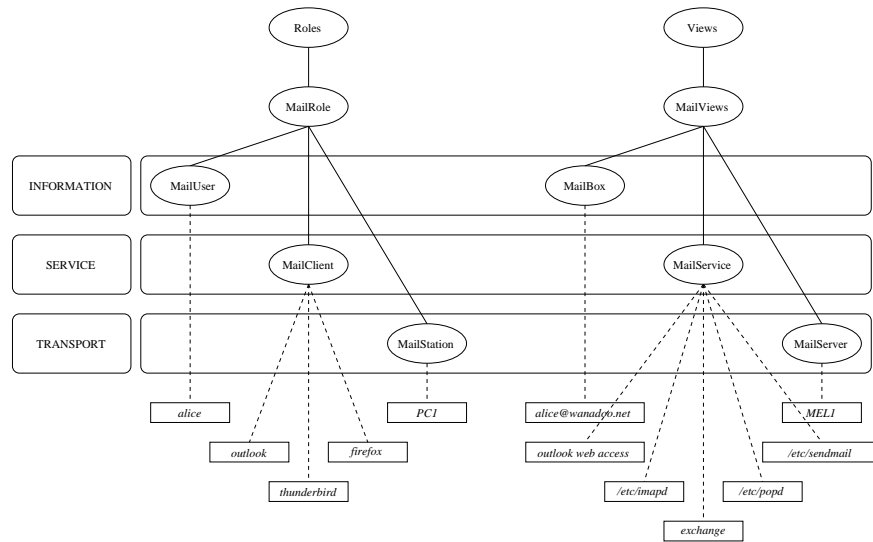 Roles
Views
MailRole
MailViews
INFORMATION
MailUser
MailBox
SERVICE
MailClient
MailService
TRANSPORT
MailStation
MailServer
alice
PC1
alice@wanadoo.net
MEL1
outlook
firefox
outlook web access
/etc/sendmail
thunderbird
/etc/imapd
/etc/popd
exchange